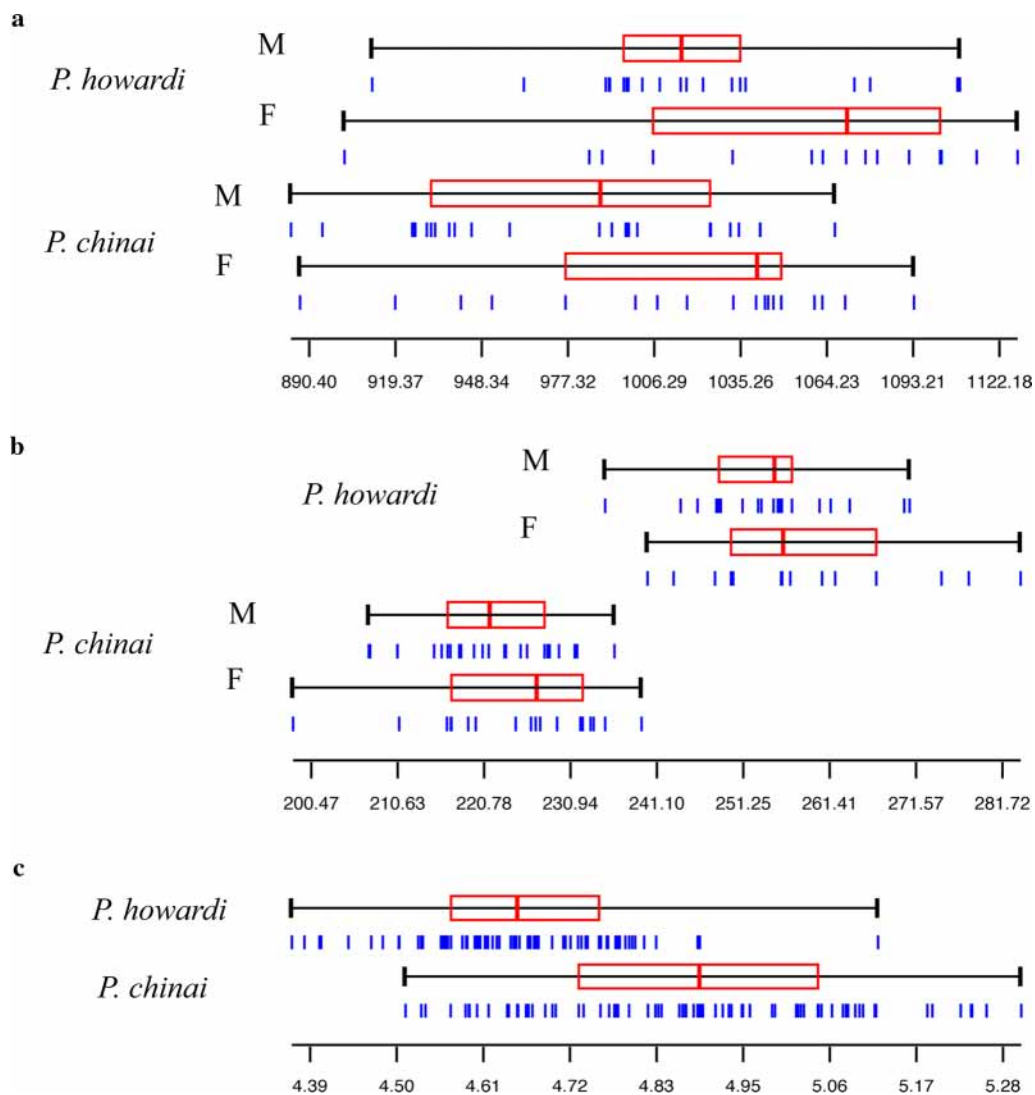 a
M
P. howardi
F
M
P. chinai
F
890.40 919.37 948.34 977.32 1006.29 1035.26 1064.23 1093.21 1122.18
b
M
P. howardi
F
M
P. chinai
F
200.47 210.63 220.78 230.94 241.10 251.25 261.41 271.57 281.72
c
P. howardi
P. chinai
4.39 4.50 4.61 4.72 4.83 4.95 5.06 5.17 5.28